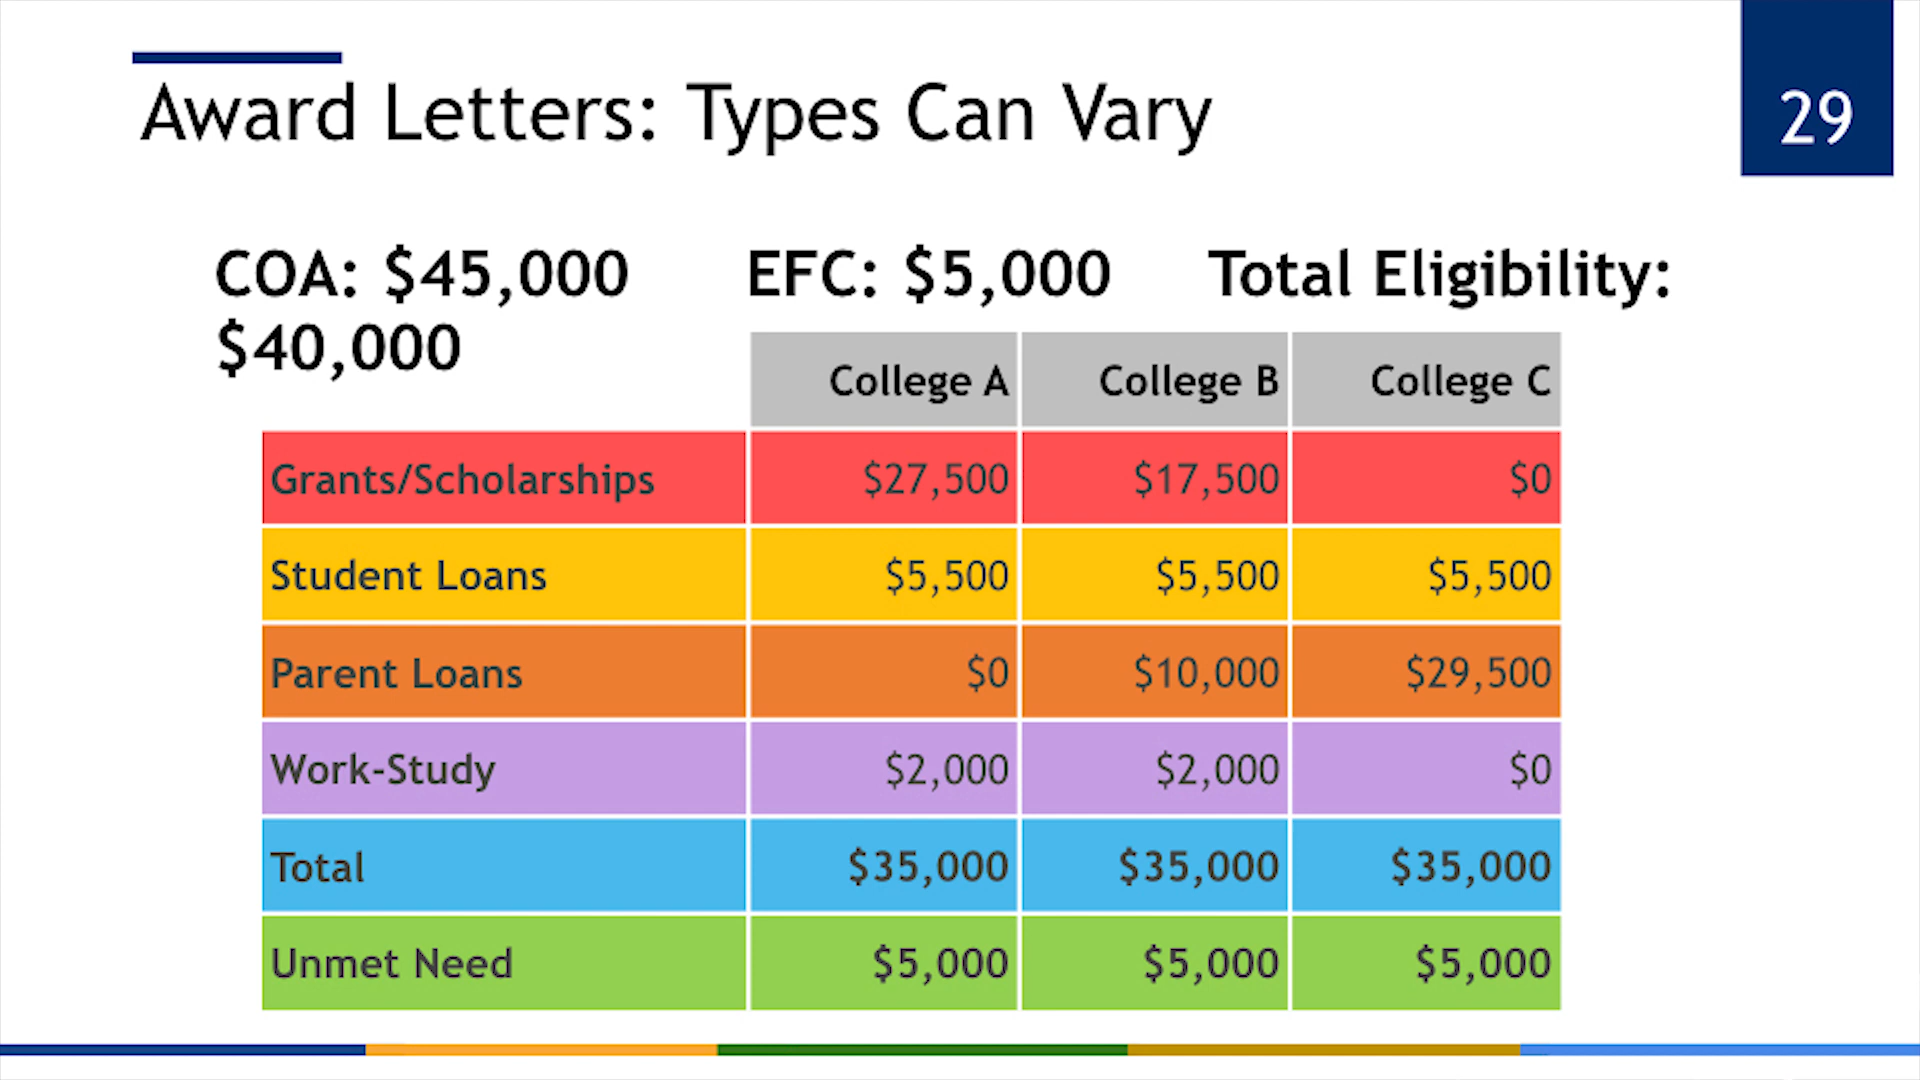 29
Award Letters: Types Can Vary
COA: $45,000 EFC: $5,000 Total Eligibility:
$40,000
College A College B College C
Grants/Scholarships $27,500 $17,500 $0
Student Loans $5,500 $5,500 $5,500
Parent Loans $0 $10,000 $29,500
Work-Study $2,000 $2,000 $0
Total $35,000 $35,000 $35,000
Unmet Need $5,000 $5,000 $5,000